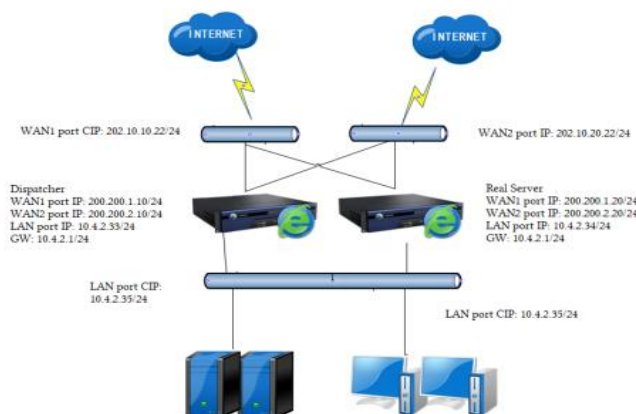 INTERNET
INTERNET
WAN1 port CIP: 202.10.10.22/24
WAN2 port IP: 202.10.20.22/24
Dispatcher
WAN1 port IP: 200.200.1.10/24
WAN2 port IP: 200.200.2.10/24
LAN port IP: 10.4.2.33/24
GW: 10.4.2.1/24
Real Server
WAN1 port IP: 200.200.1.20/24
WAN2 port IP: 200.200.2.20/24
LAN port IP: 10.4.2.34/24
GW: 10.4.2.1/24
LAN port CIP:
10.4.2.35/24
LAN port CIP: 10.4.2.35/24